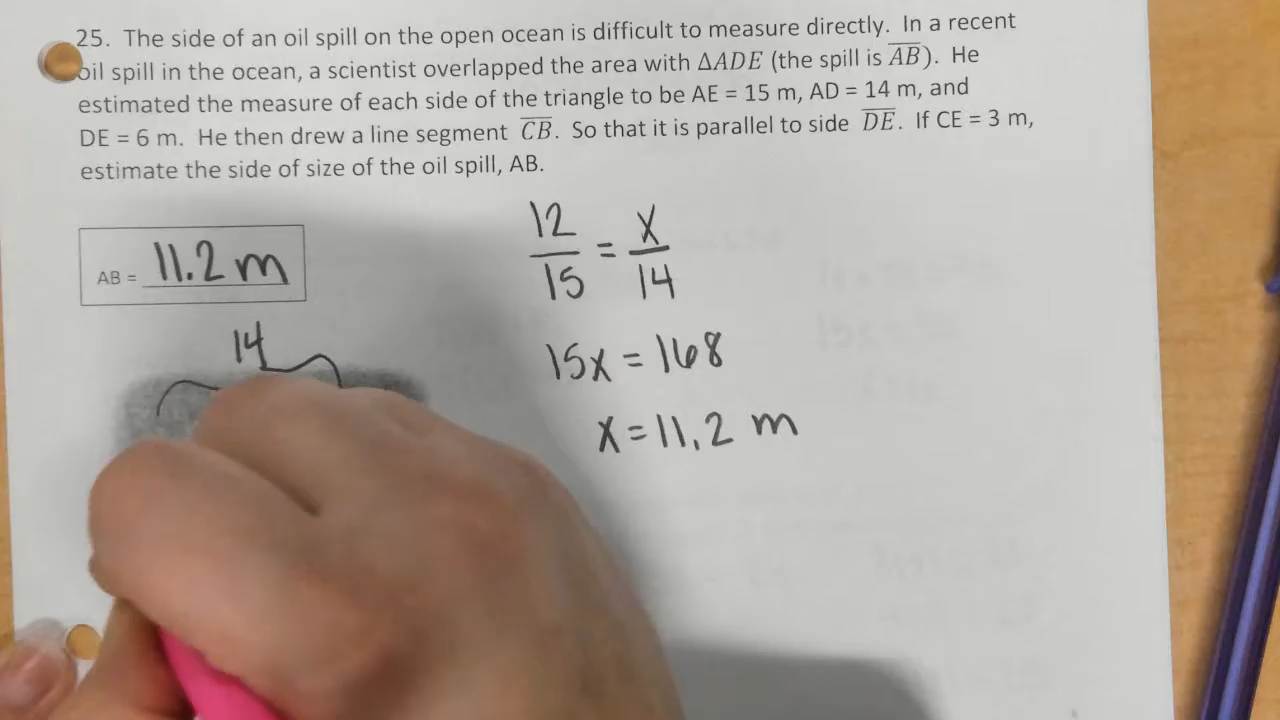 25. The side of an oil spill on the open ocean is difficult to measure directly. In a recent
oil spill in the ocean, a scientist overlapped the area with ΔADE (the spill is A̅B̅). He
estimated the measure of each side of the triangle to be AE = 15 m, AD = 14 m, and
DE = 6 m. He then drew a line segment C̅B̅. So that it is parallel to side D̅E̅. If CE = 3 m,
estimate the side of size of the oil spill, AB.
AB = 11.2 m
12/15 = x/14
15x = 168
x = 11.2 m
14